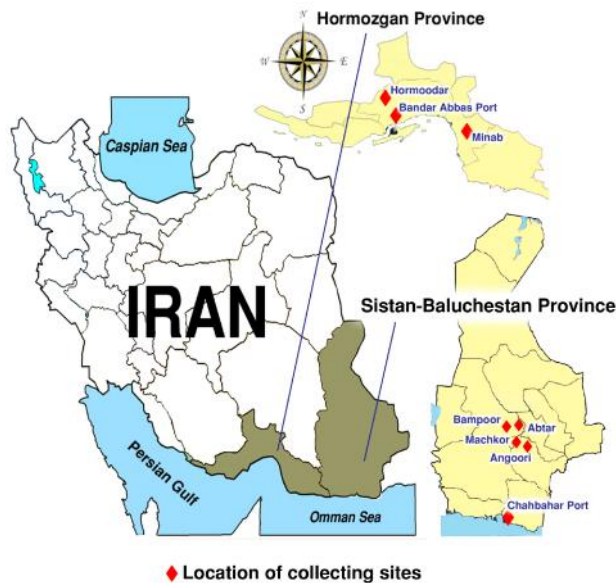 Hormozgan Province
N
W
E
S
Hormoodar
Bandar Abbas Port
Minab
Caspian Sea
IRAN
Sistan-Baluchestan Province
Bampoor
Abtar
Machkor
Angoori
Chahbahar Port
Persian Gulf
Omman Sea
Location of collecting sites